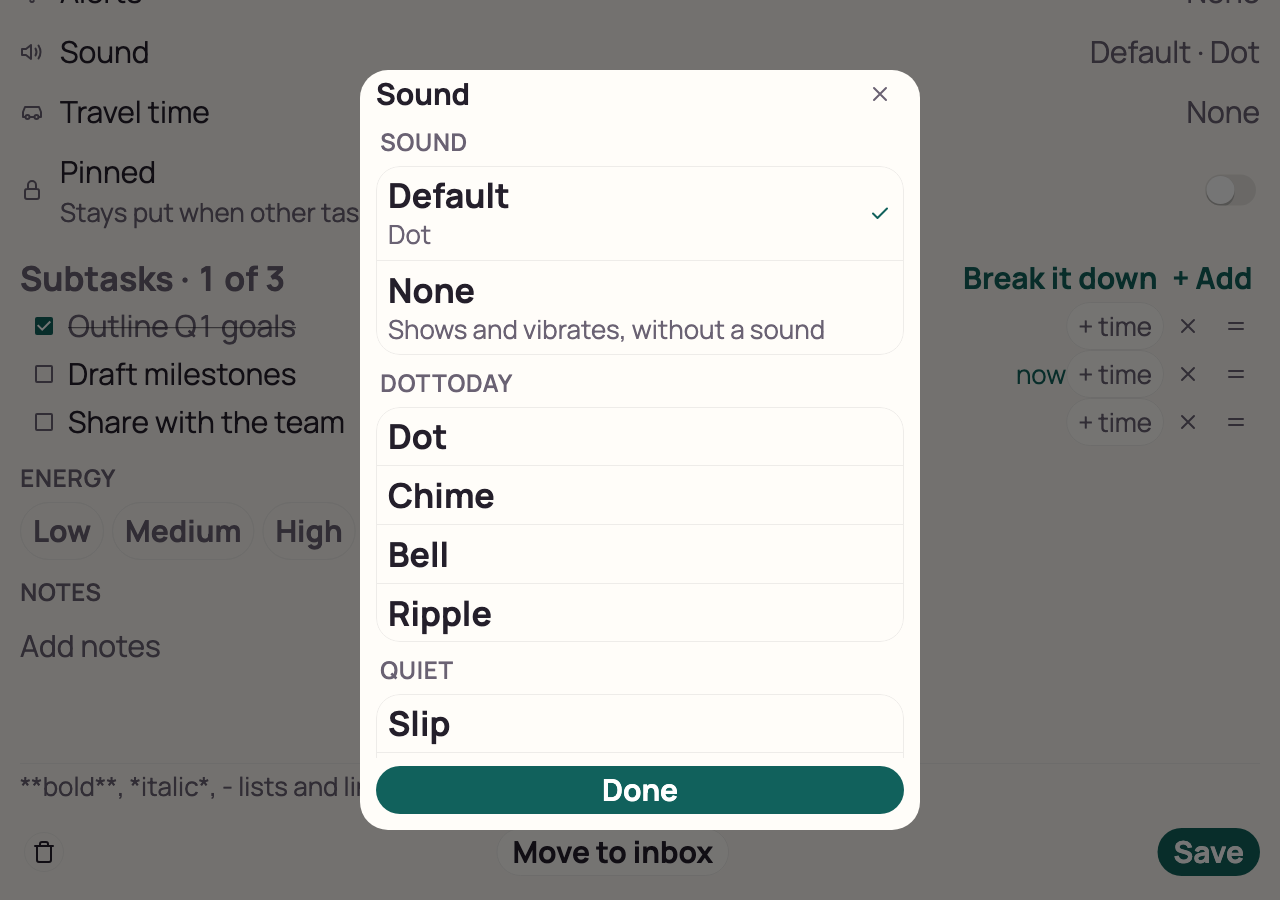 Sound
Default · Dot
Travel time
None
Pinned
Stays put when other tas
Subtasks · 1 of 3
Break it down
+ Add
Outline Q1 goals
+ time
Draft milestones
now
+ time
Share with the team
+ time
ENERGY
Low
Medium
High
NOTES
Add notes
**bold**, *italic*, - lists and lin
Move to inbox
Save
Sound
SOUND
Default
Dot
None
Shows and vibrates, without a sound
DOTTODAY
Dot
Chime
Bell
Ripple
QUIET
Slip
Done